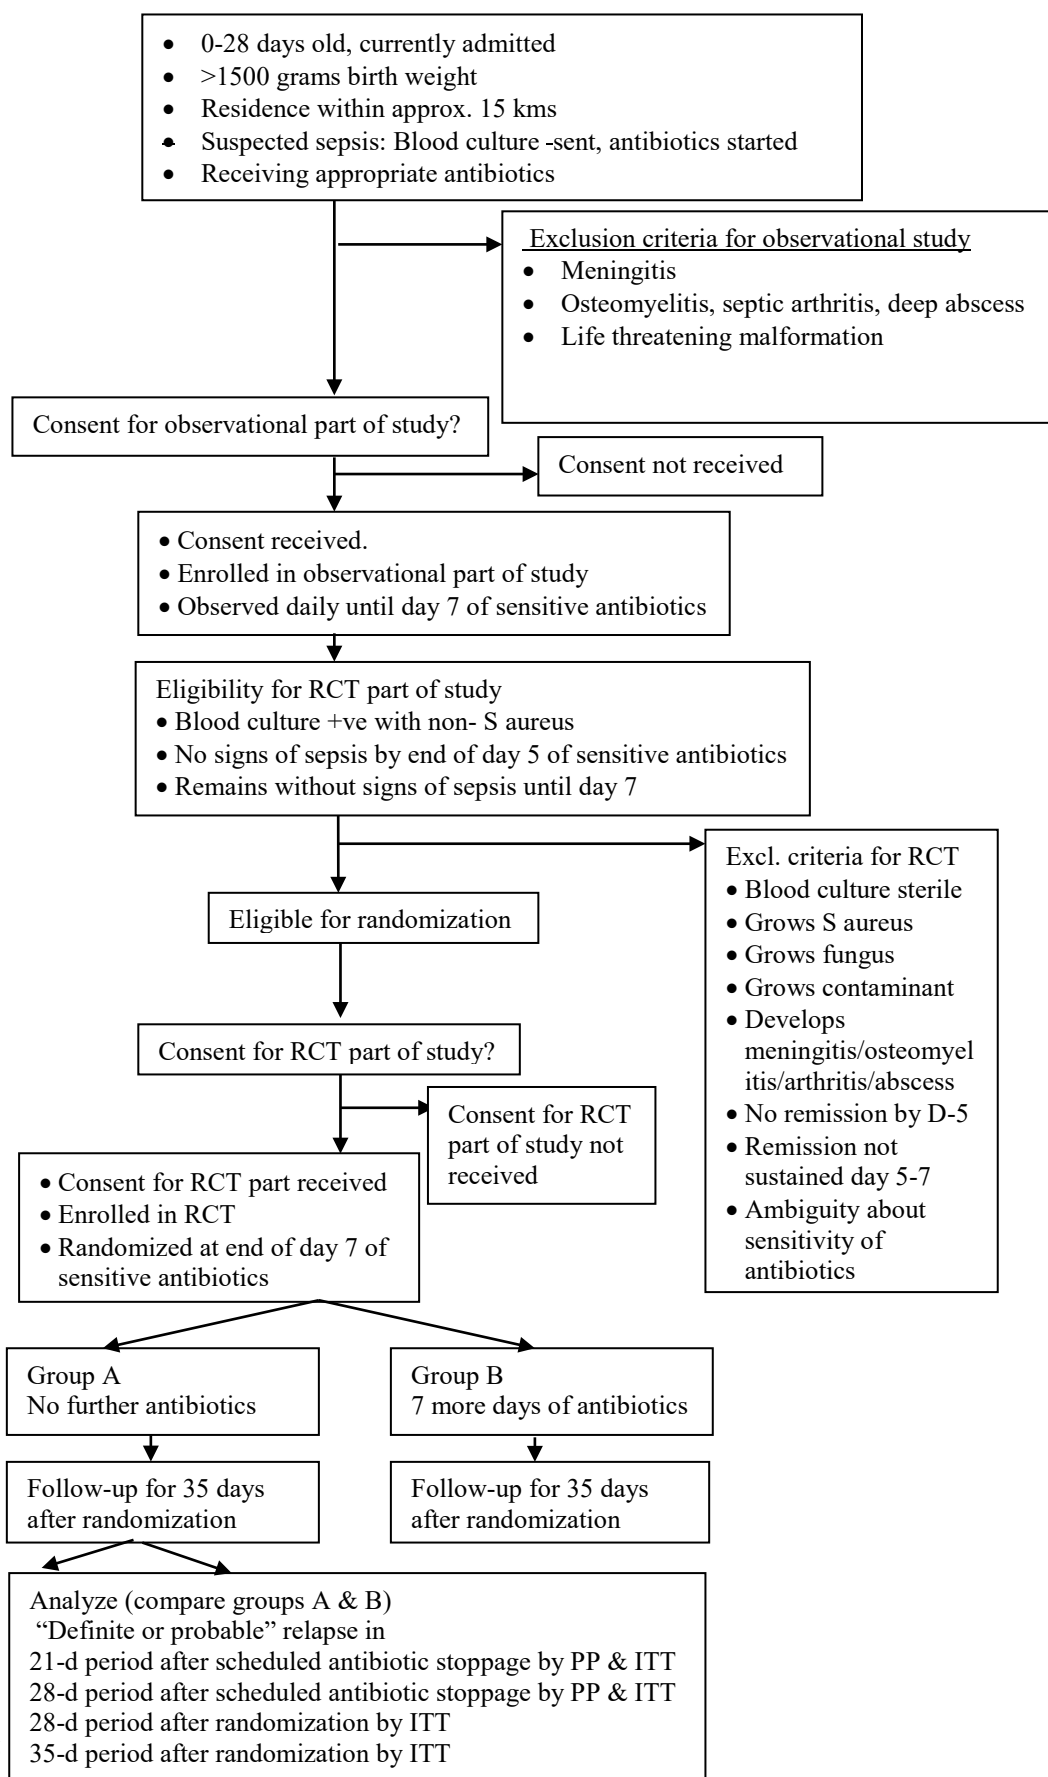 • 0-28 days old, currently admitted
• >1500 grams birth weight
• Residence within approx. 15 kms
• Suspected sepsis: Blood culture -sent, antibiotics started
• Receiving appropriate antibiotics
Exclusion criteria for observational study
• Meningitis
• Osteomyelitis, septic arthritis, deep abscess
• Life threatening malformation
Consent for observational part of study?
Consent not received
• Consent received.
• Enrolled in observational part of study
• Observed daily until day 7 of sensitive antibiotics
Eligibility for RCT part of study
• Blood culture +ve with non- S aureus
• No signs of sepsis by end of day 5 of sensitive antibiotics
• Remains without signs of sepsis until day 7
Excl. criteria for RCT
• Blood culture sterile
• Grows S aureus
• Grows fungus
• Grows contaminant
• Develops
meningitis/osteomyel
itis/arthritis/abscess
• No remission by D-5
• Remission not
sustained day 5-7
• Ambiguity about
sensitivity of
antibiotics
Eligible for randomization
Consent for RCT part of study?
Consent for RCT
part of study not
received
• Consent for RCT part received
• Enrolled in RCT
• Randomized at end of day 7 of
sensitive antibiotics
Group A
No further antibiotics
Group B
7 more days of antibiotics
Follow-up for 35 days
after randomization
Follow-up for 35 days
after randomization
Analyze (compare groups A & B)
“Definite or probable” relapse in
21-d period after scheduled antibiotic stoppage by PP & ITT
28-d period after scheduled antibiotic stoppage by PP & ITT
28-d period after randomization by ITT
35-d period after randomization by ITT